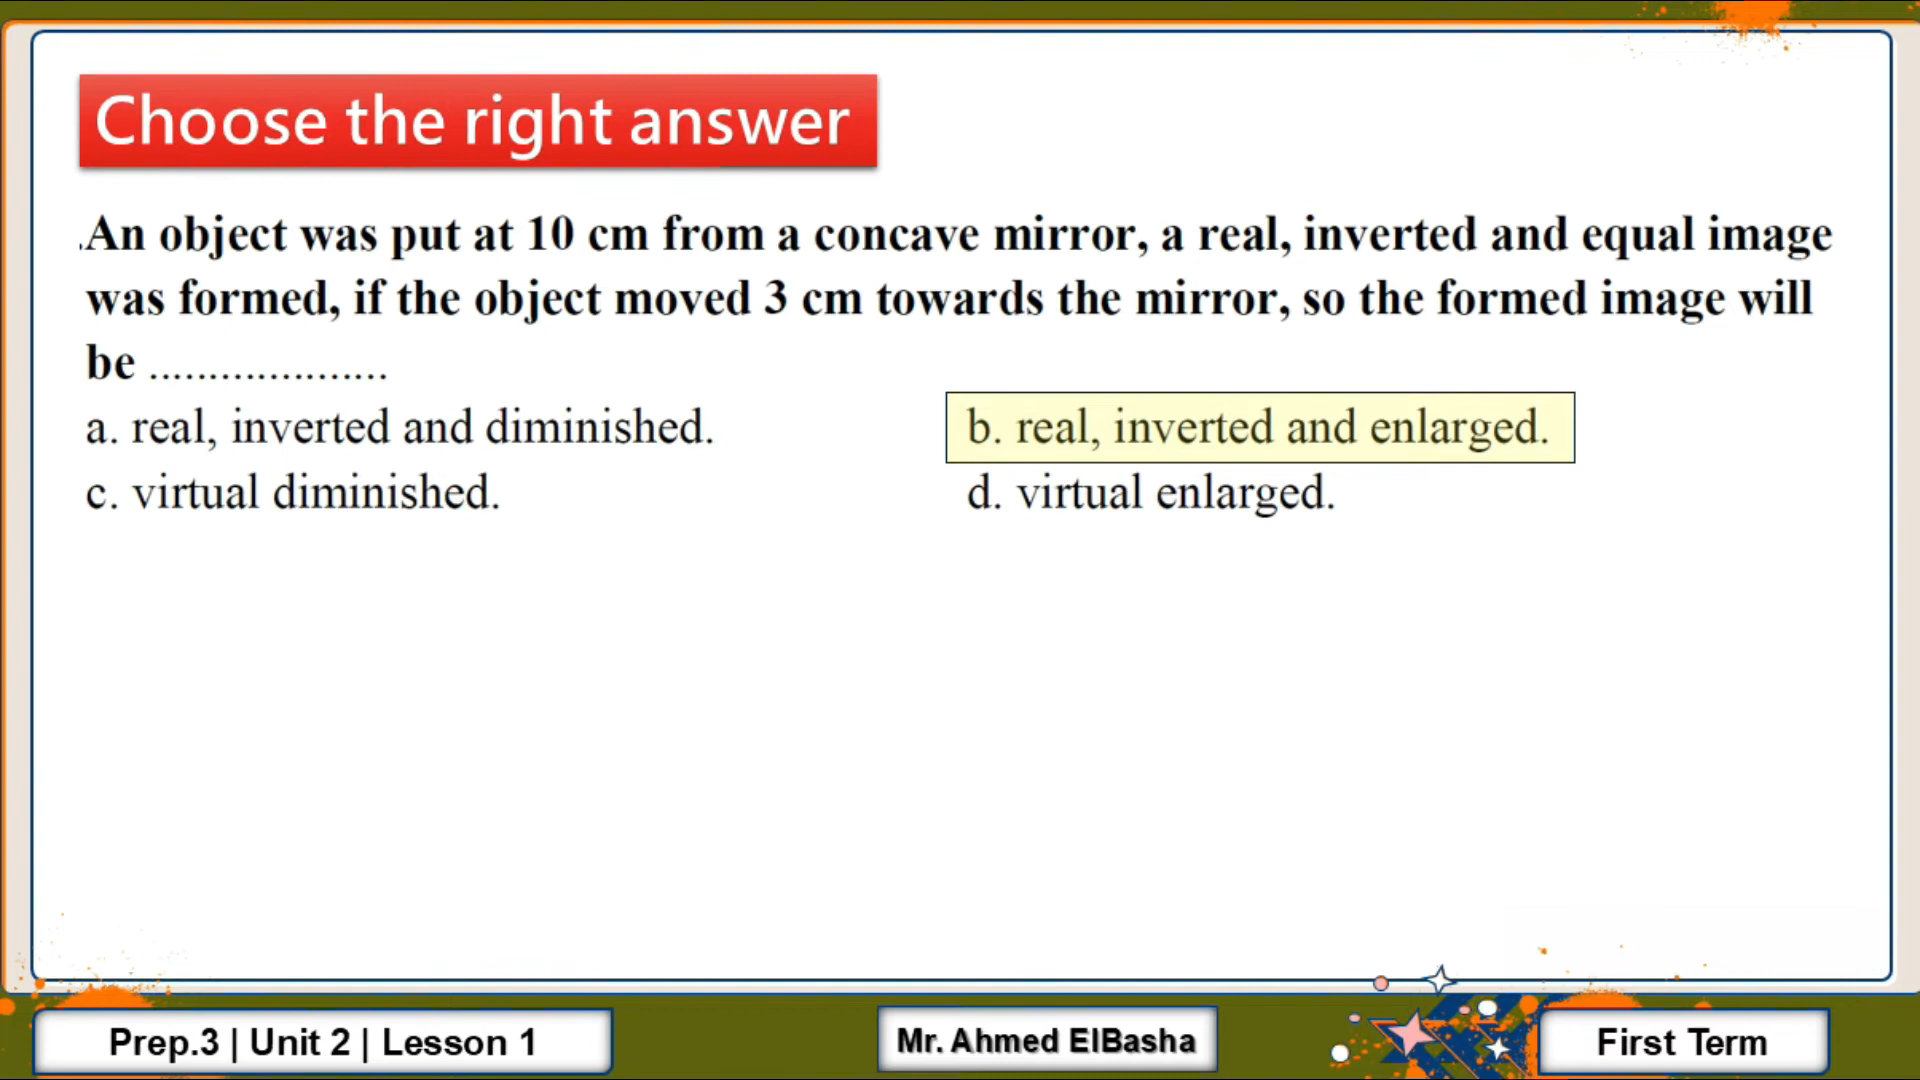 Choose the right answer
.An object was put at 10 cm from a concave mirror, a real, inverted and equal image
was formed, if the object moved 3 cm towards the mirror, so the formed image will
be ....................
a. real, inverted and diminished. b. real, inverted and enlarged.
c. virtual diminished. d. virtual enlarged.
Prep.3 | Unit 2 | Lesson 1 Mr. Ahmed ElBasha First Term